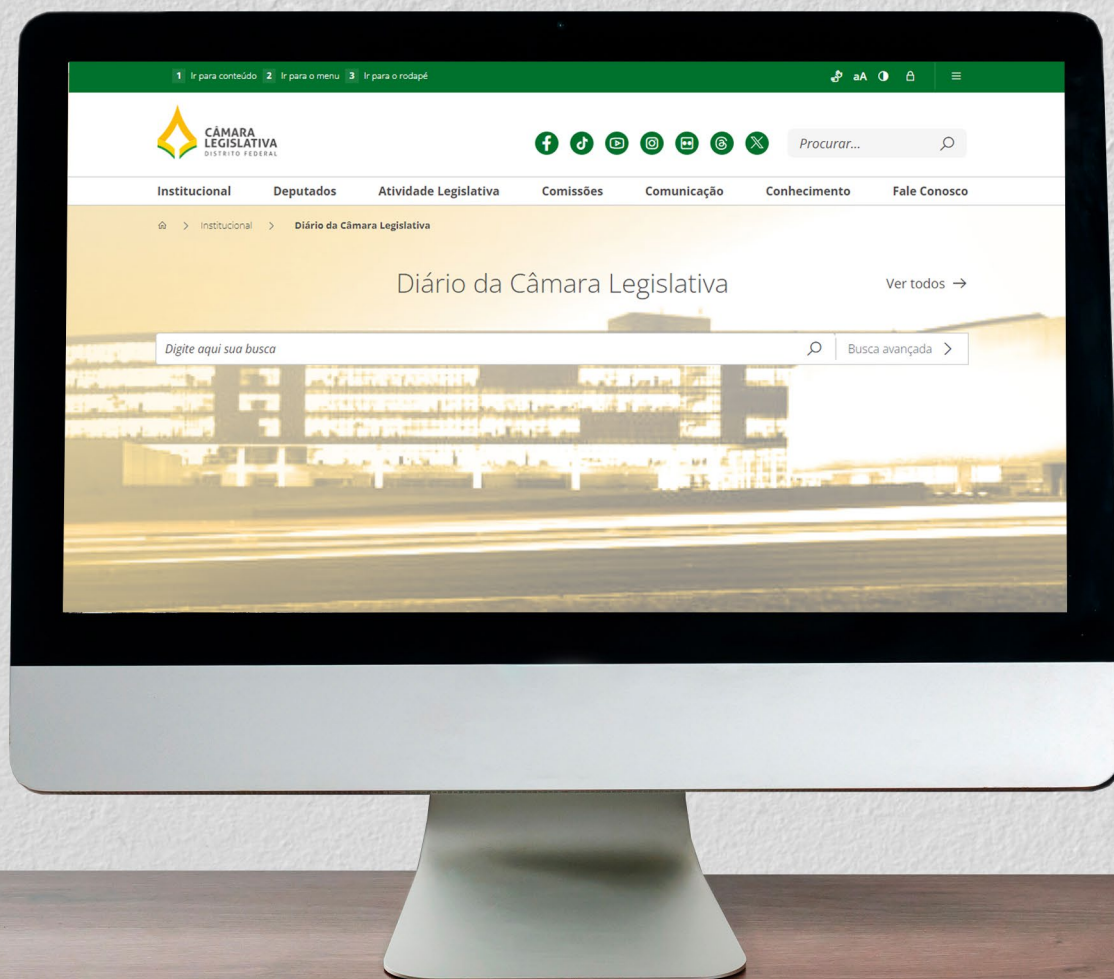 1 Ir para conteúdo 2 Ir para o menu 3 Ir para o rodapé
aA
CÂMARA
LEGISLATIVA
DISTRITO FEDERAL
Procurar...
Institucional Deputados Atividade Legislativa Comissões Comunicação Conhecimento Fale Conosco
> Institucional > Diário da Câmara Legislativa
Diário da Câmara Legislativa
Ver todos →
Digite aqui sua busca
Busca avançada >